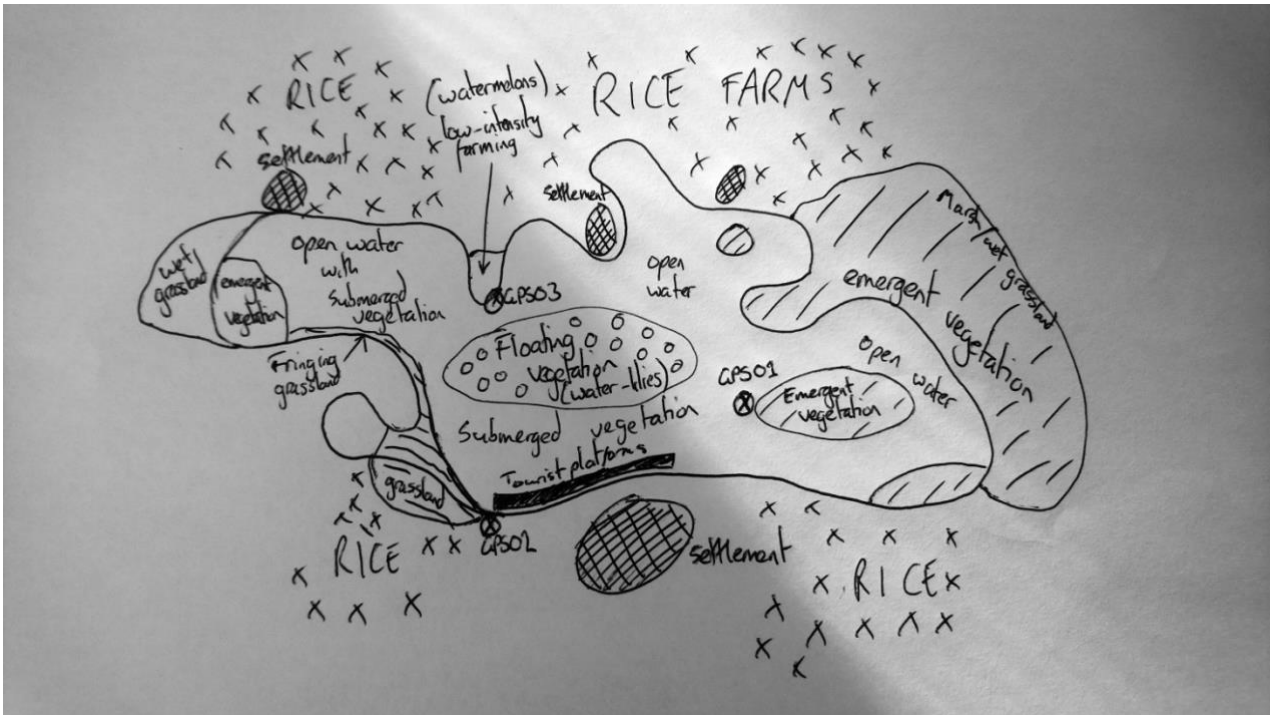 RICE
(watermelons)
low-intensity
farming
RICE FARMS
settlement
settlement
Marsh/wet grassland
wet
grassland
emergent
vegetation
open water
with
submerged
vegetation
GPS03
open
water
emergent
vegetation
Floating
vegetation
(water-lilies)
Fringing
grassland
open water
GPS01
Emergent
vegetation
Submerged vegetation
Tourist platforms
grassland
RICE
GPS02
settlement
RICE